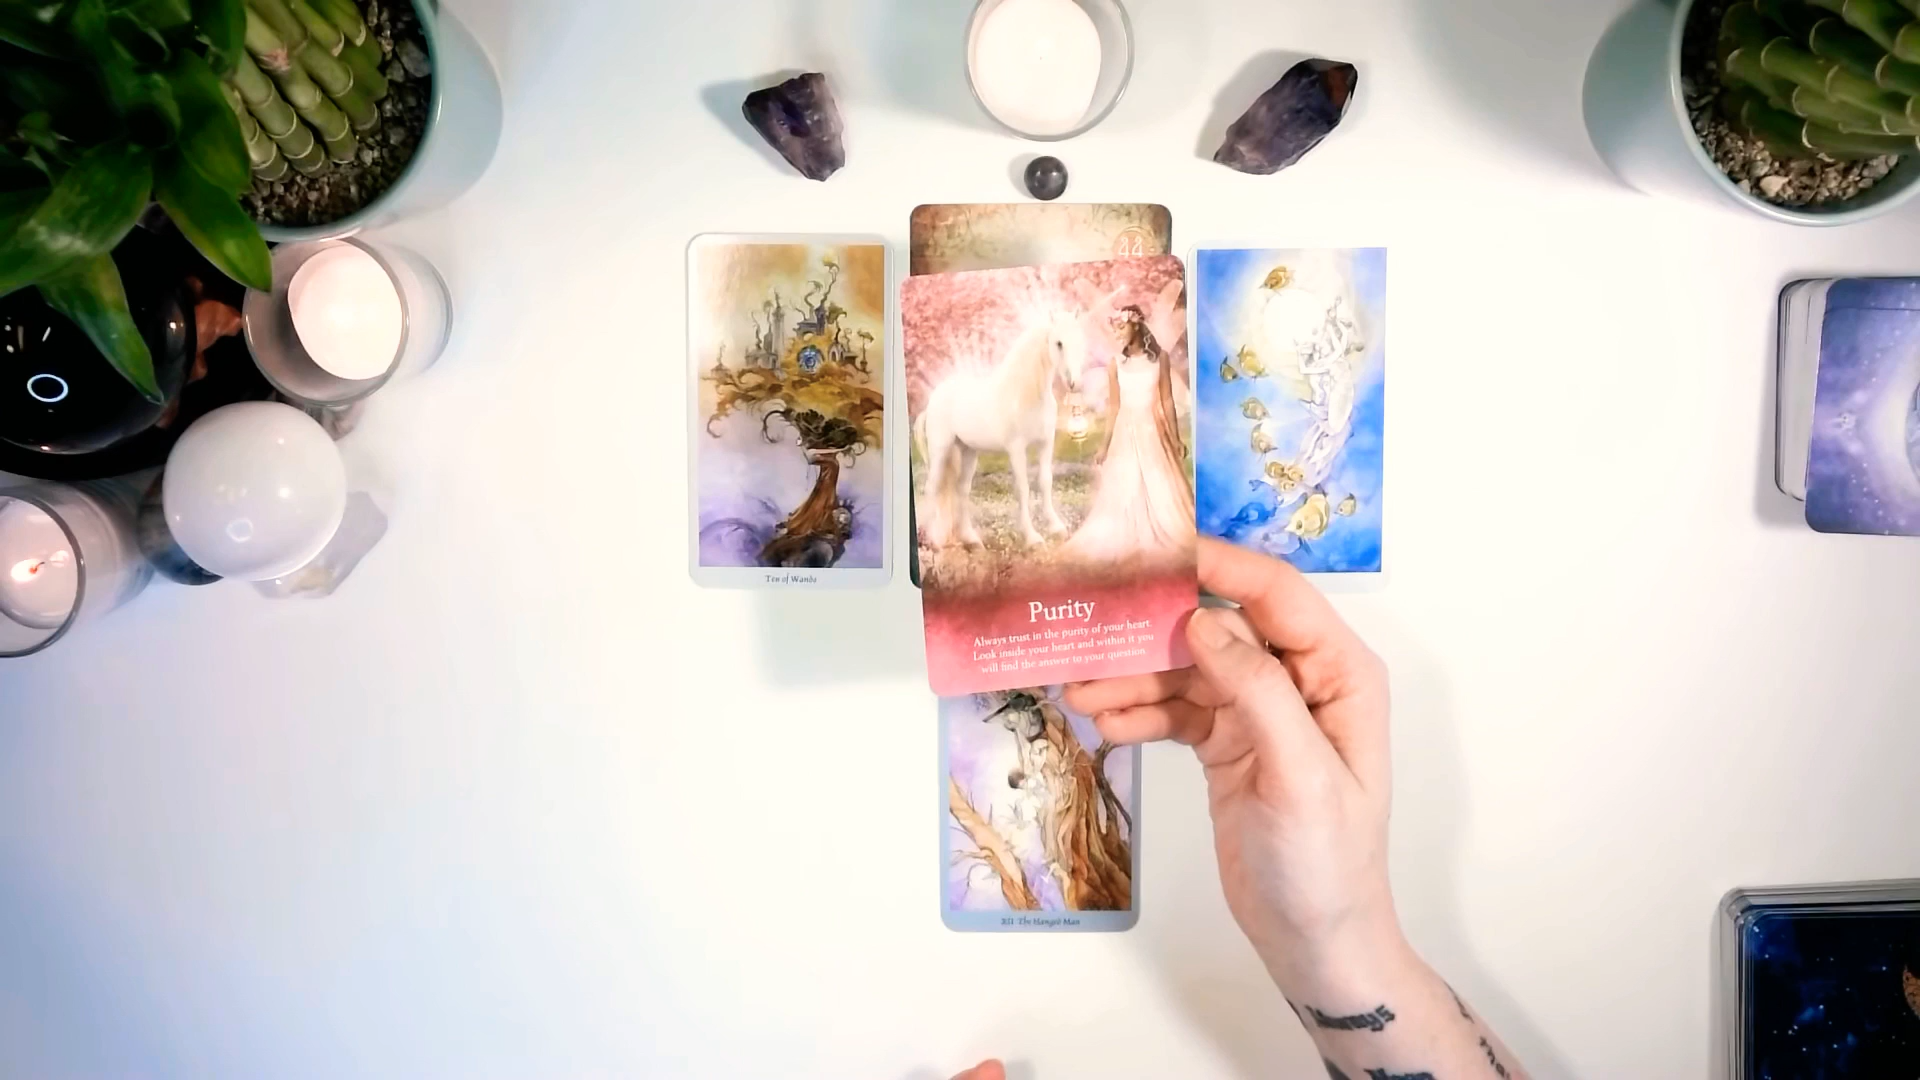 44
Ten of Wands
Purity
Always trust in the purity of your heart.
Look inside your heart and within it you
will find the answer to your question.
XII The Hanged Man
Always